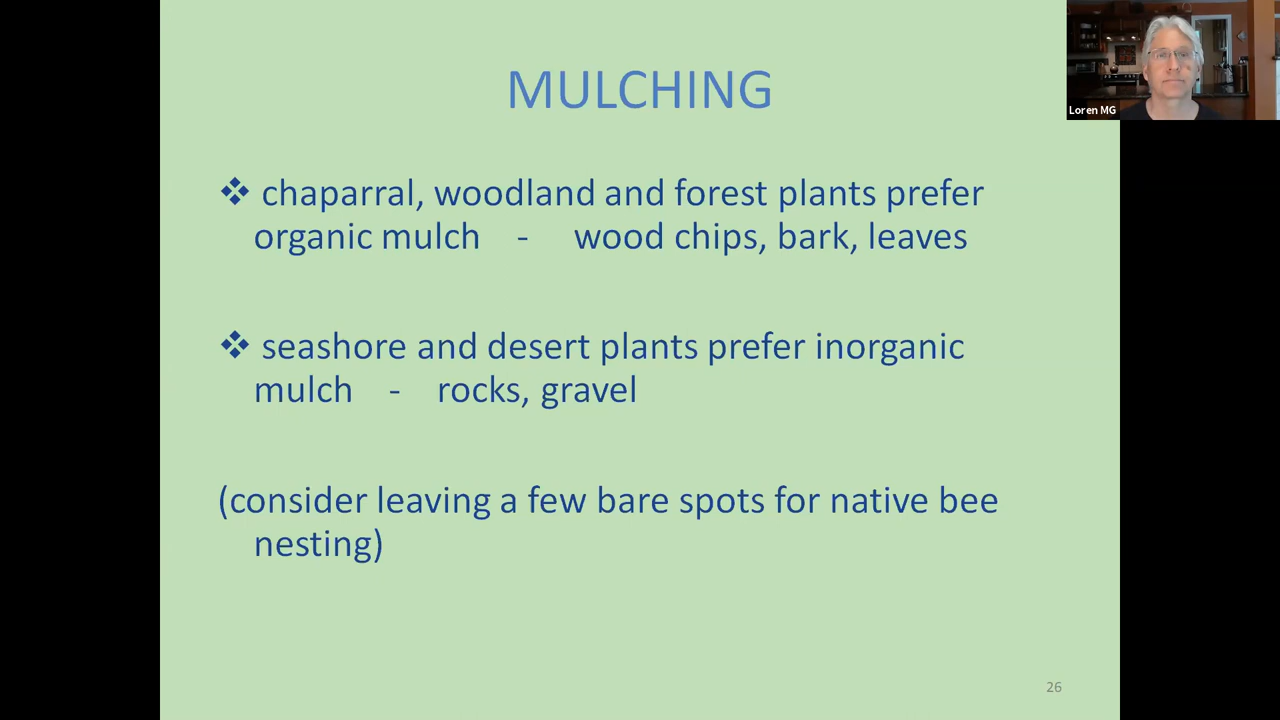 MULCHING
Loren MG
❖ chaparral, woodland and forest plants prefer
organic mulch - wood chips, bark, leaves
❖ seashore and desert plants prefer inorganic
mulch - rocks, gravel
(consider leaving a few bare spots for native bee
nesting)
26